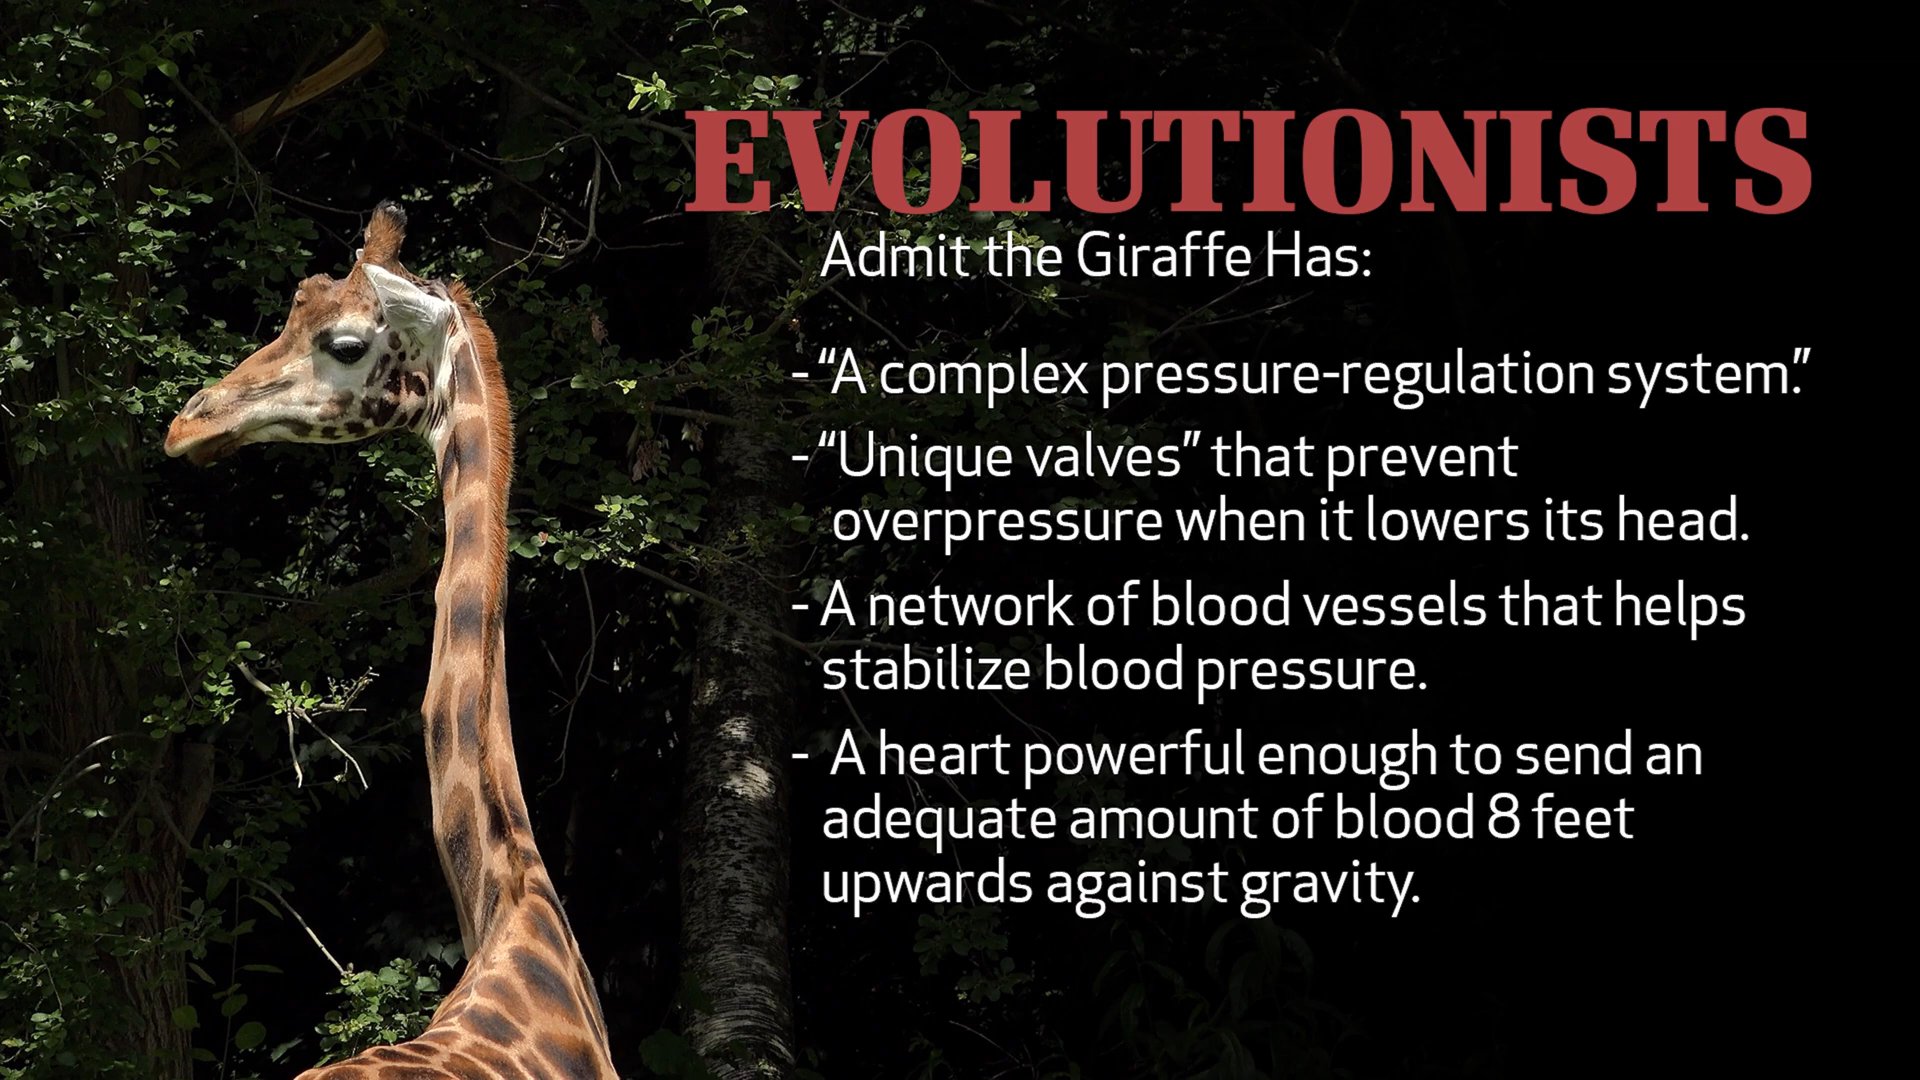 EVOLUTIONISTS
Admit the Giraffe Has:
- “A complex pressure-regulation system.”
- “Unique valves” that prevent
overpressure when it lowers its head.
- A network of blood vessels that helps
stabilize blood pressure.
- A heart powerful enough to send an
adequate amount of blood 8 feet
upwards against gravity.